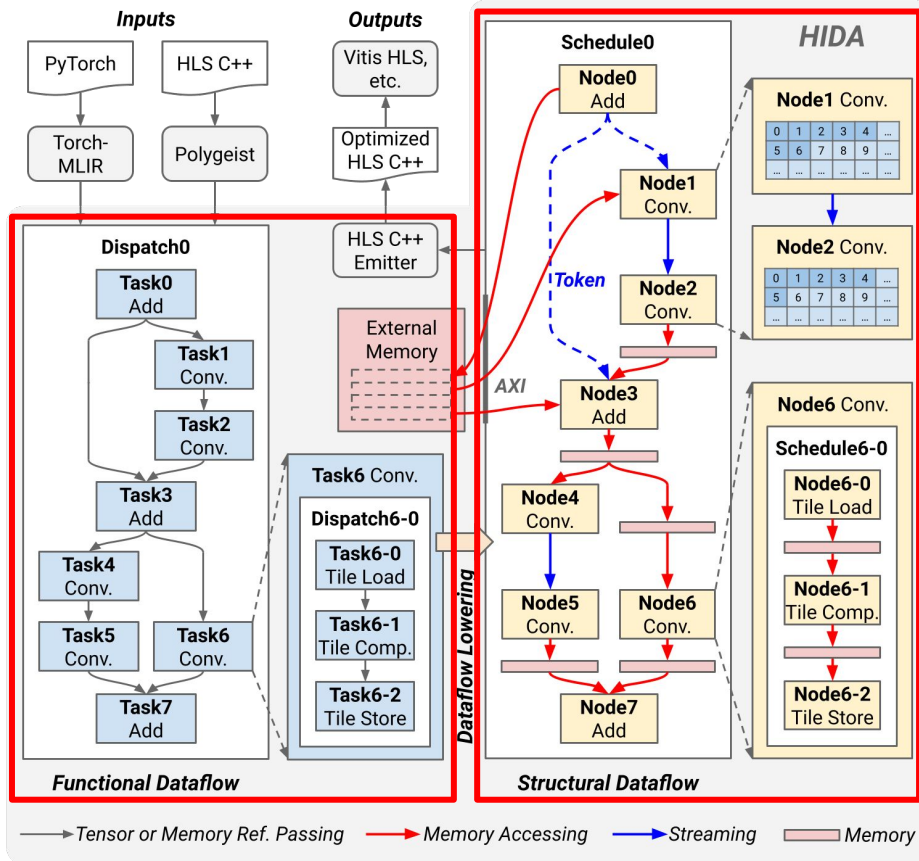 Inputs
Outputs
PyTorch
HLS C++
Torch-
MLIR
Polygeist
Vitis HLS,
etc.
Optimized
HLS C++
HLS C++
Emitter
Dispatch0
Task0
Add
Task1
Conv.
Task2
Conv.
Task3
Add
Task4
Conv.
Task5
Conv.
Task6
Conv.
Task7
Add
External
Memory
AXI
Task6 Conv.
Dispatch6-0
Task6-0
Tile Load
Task6-1
Tile Comp.
Task6-2
Tile Store
Functional Dataflow
Dataflow Lowering
HIDA
Schedule0
Node0
Add
Node1
Conv.
Token
Node2
Conv.
Node3
Add
Node4
Conv.
Node5
Conv.
Node6
Conv.
Node7
Add
Node1 Conv.
0 1 2 3 4 ...
5 6 7 8 9 ...
... ... ... ... ... ...
Node2 Conv.
0 1 2 3 4 ...
5 6 7 8 9 ...
... ... ... ... ... ...
Node6 Conv.
Schedule6-0
Node6-0
Tile Load
Node6-1
Tile Comp.
Node6-2
Tile Store
Structural Dataflow
Tensor or Memory Ref. Passing
Memory Accessing
Streaming
Memory